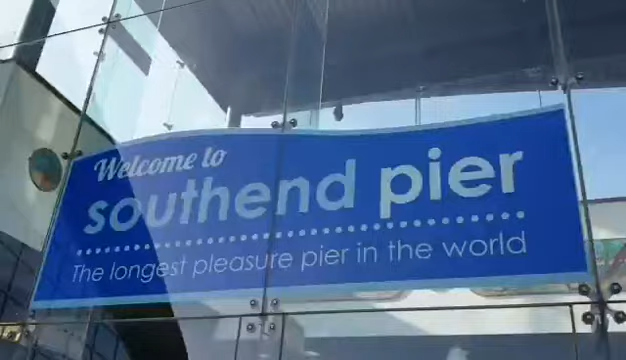 Welcome to
southend pier
The longest pleasure pier in the world